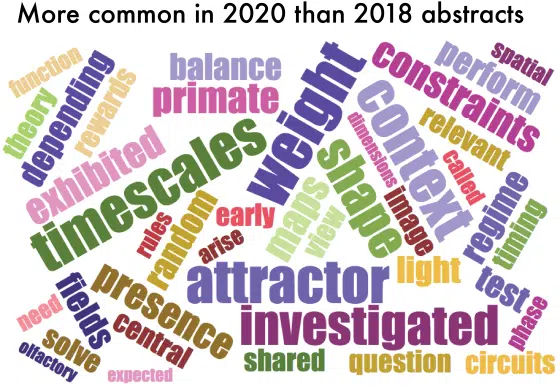 More common in 2020 than 2018 abstracts
function
theory
depending
rewards
balance
primate
weight
constraints
perform
spatial
exhibited
timescales
context
dimensions
relevant
called
shape
image
regime
timing
rules
random
arise
early
maps
view
attractor
light
test
phase
need
fields
solve
olfactory
presence
central
expected
investigated
shared
question
circuits